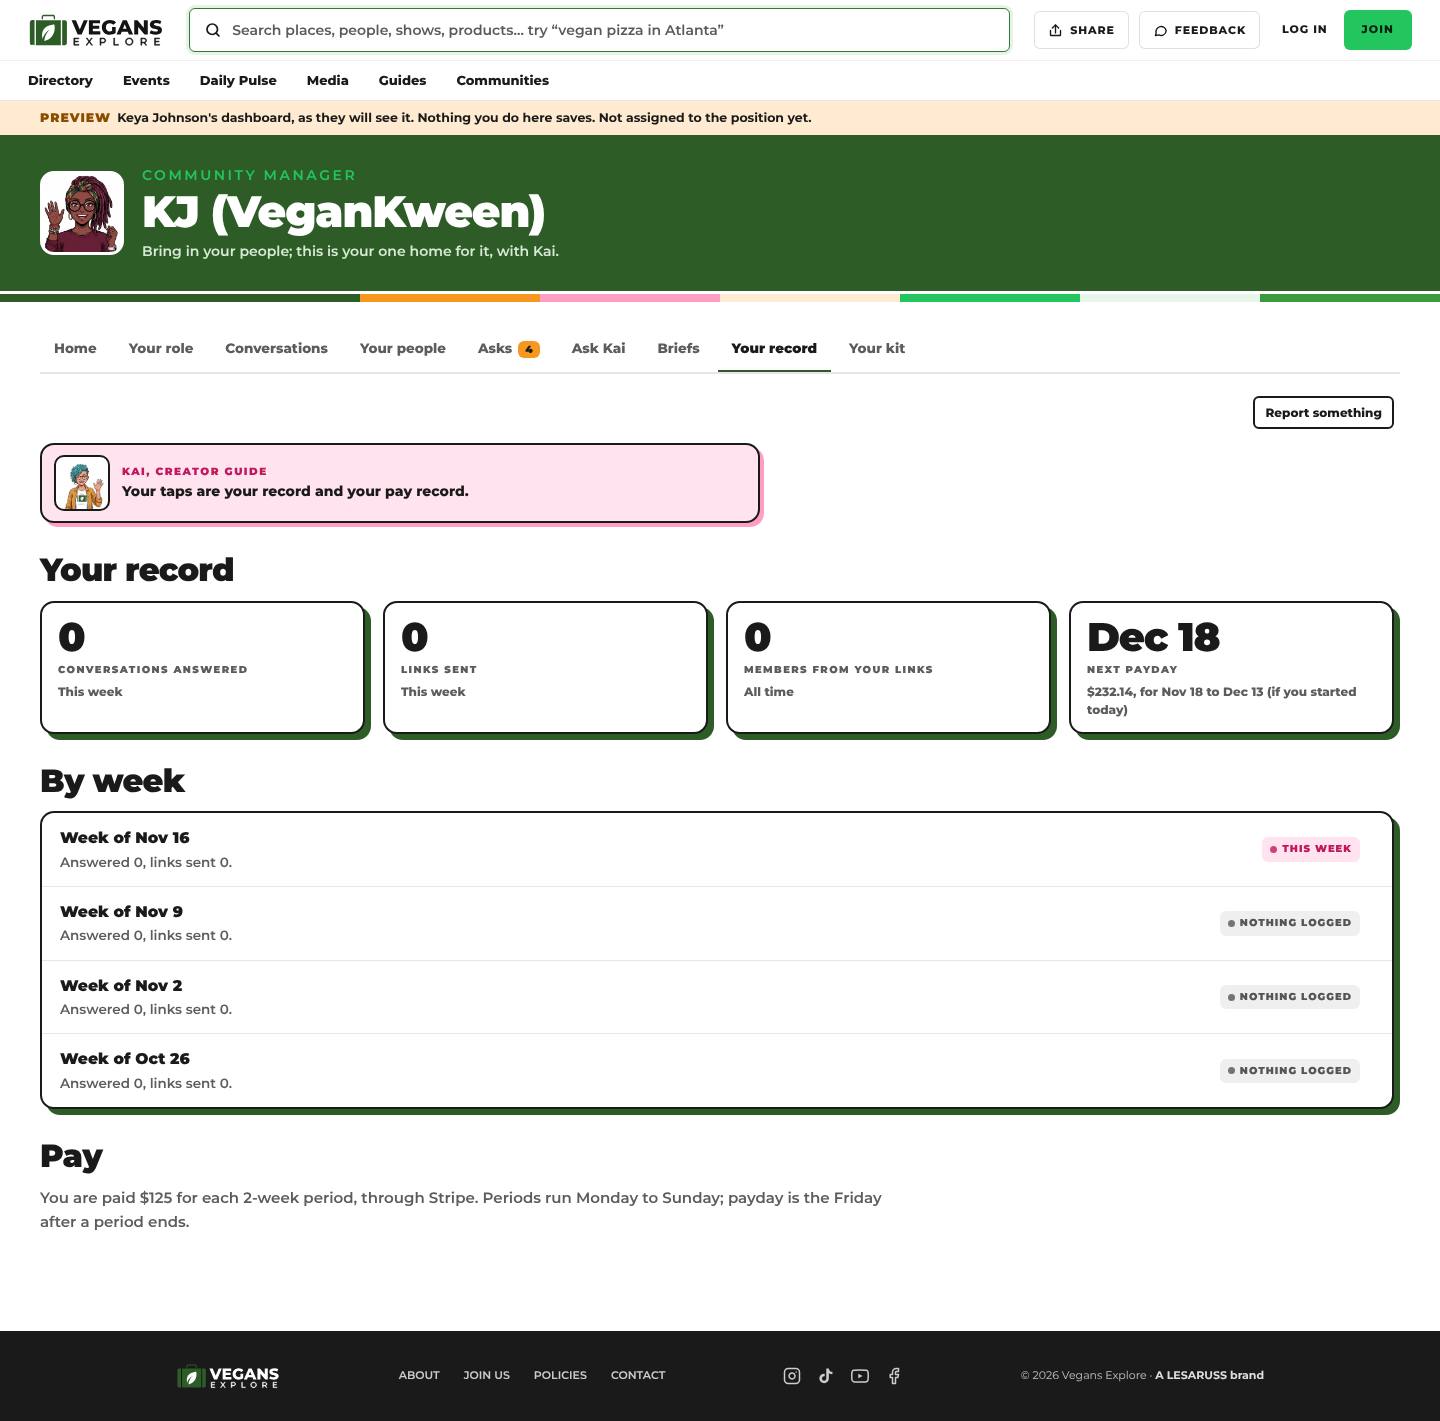 VEGANS
EXPLORE
Search places, people, shows, products... try “vegan pizza in Atlanta”
SHARE
FEEDBACK
LOG IN
JOIN
Directory
Events
Daily Pulse
Media
Guides
Communities
PREVIEW Keya Johnson's dashboard, as they will see it. Nothing you do here saves. Not assigned to the position yet.
COMMUNITY MANAGER
KJ (VeganKween)
Bring in your people; this is your one home for it, with Kai.
Home
Your role
Conversations
Your people
Asks 4
Ask Kai
Briefs
Your record
Your kit
Report something
KAI, CREATOR GUIDE
Your taps are your record and your pay record.
Your record
0
CONVERSATIONS ANSWERED
This week
0
LINKS SENT
This week
0
MEMBERS FROM YOUR LINKS
All time
Dec 18
NEXT PAYDAY
$232.14, for Nov 18 to Dec 13 (if you started
today)
By week
Week of Nov 16
Answered 0, links sent 0.
THIS WEEK
Week of Nov 9
Answered 0, links sent 0.
NOTHING LOGGED
Week of Nov 2
Answered 0, links sent 0.
NOTHING LOGGED
Week of Oct 26
Answered 0, links sent 0.
NOTHING LOGGED
Pay
You are paid $125 for each 2-week period, through Stripe. Periods run Monday to Sunday; payday is the Friday
after a period ends.
VEGANS
EXPLORE
ABOUT
JOIN US
POLICIES
CONTACT
© 2026 Vegans Explore · A LESARUSS brand